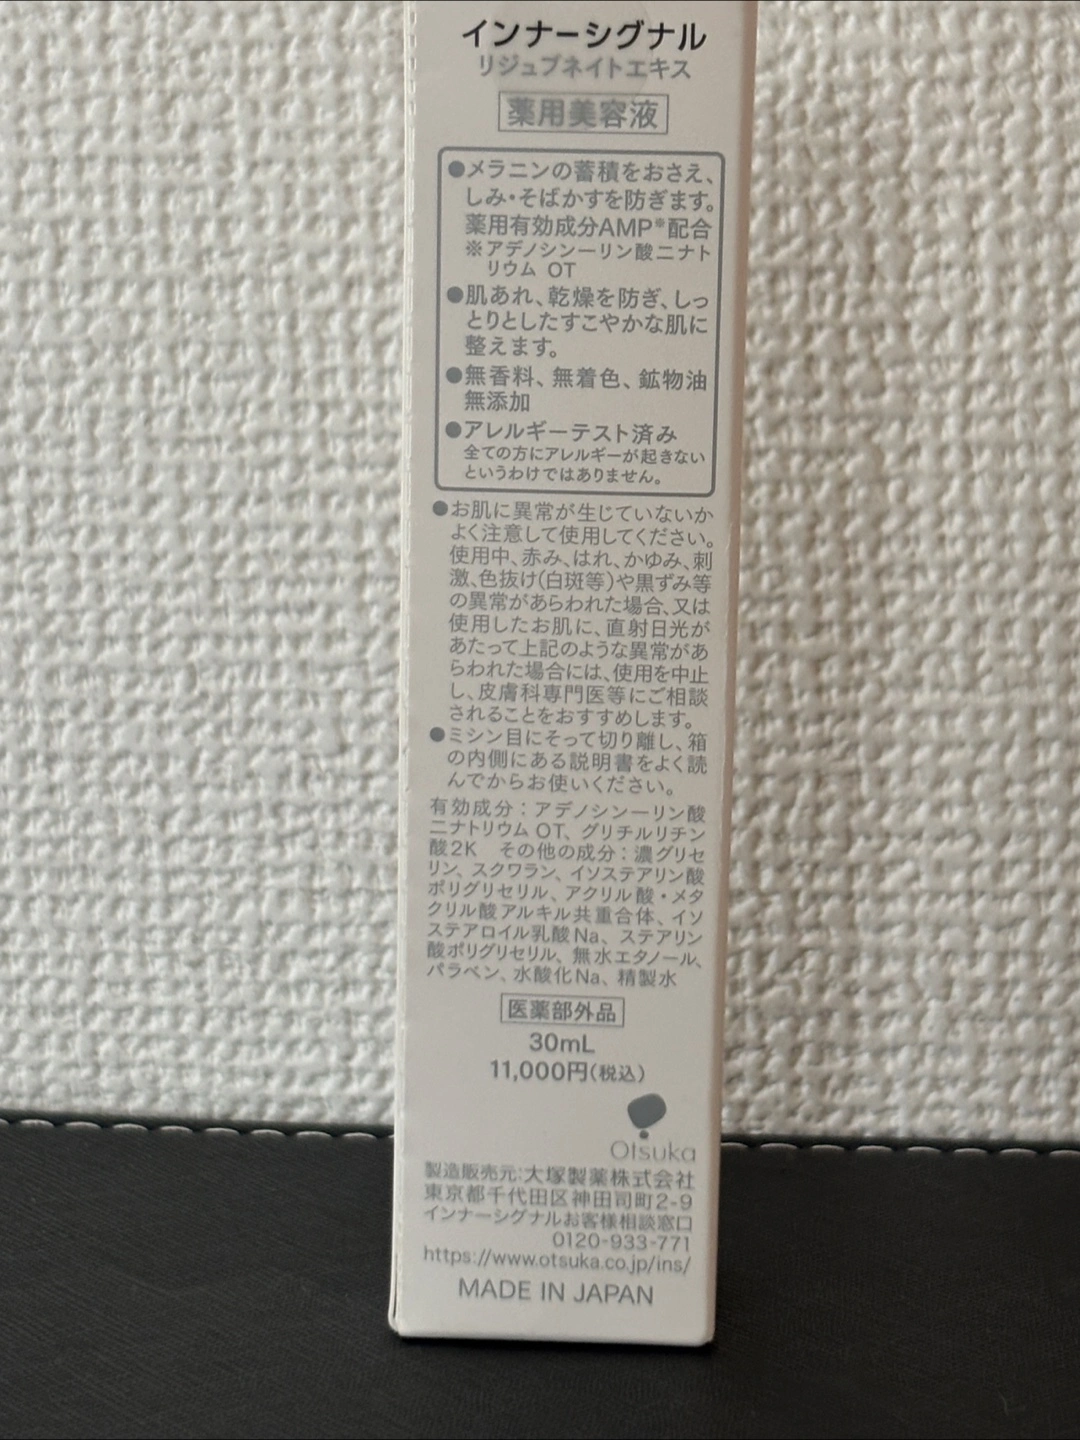 インナーシグナル
リジュブネイトエキス
薬用美容液
●メラニンの蓄積をおさえ、
しみ・そばかすを防ぎます。
薬用有効成分AMP※配合
※アデノシン一リン酸二ナト
リウム OT
●肌あれ、乾燥を防ぎ、しっ
とりとしたすこやかな肌に
整えます。
●無香料、無着色、鉱物油
無添加
●アレルギーテスト済み
全ての方にアレルギーが起きない
というわけではありません。
●お肌に異常が生じていないか
よく注意して使用してください。
使用中、赤み、はれ、かゆみ、刺
激、色抜け(白斑等)や黒ずみ等
の異常があらわれた場合、又は
使用したお肌に、直射日光が
あたって上記のような異常があ
らわれた場合には、使用を中止
し、皮膚科専門医等にご相談
されることをおすすめします。
●ミシン目にそって切り離し、箱
の内側にある説明書をよく読
んでからお使いください。
有効成分：アデノシン一リン酸
二ナトリウム OT、グリチルリチン
酸2K　その他の成分：濃グリセ
リン、スクワラン、イソステアリン酸
ポリグリセリル、アクリル酸・メタ
クリル酸アルキル共重合体、イソ
ステアロイル乳酸Na、ステアリン
酸ポリグリセリル、無水エタノール、
パラベン、水酸化Na、精製水
医薬部外品
30mL
11,000円(税込)
Otsuka
製造販売元:大塚製薬株式会社
東京都千代田区神田司町2-9
インナーシグナルお客様相談窓口
0120-933-771
https://www.otsuka.co.jp/ins/
MADE IN JAPAN